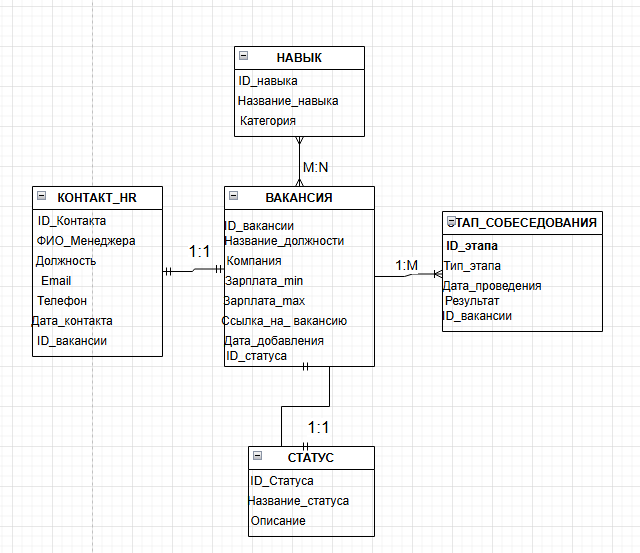 НАВЫК
ID_навыка
Название_навыка
Категория
M:N
КОНТАКТ_HR
ID_Контакта
ФИО_Менеджера
Должность
Email
Телефон
Дата_контакта
ID_вакансии
1:1
ВАКАНСИЯ
ID_вакансии
Название_должности
Компания
Зарплата_min
Зарплата_max
Ссылка_на_ вакансию
Дата_добавления
ID_статуса
1:M
ЭТАП_СОБЕСЕДОВАНИЯ
ID_этапа
Тип_этапа
Дата_проведения
Результат
ID_вакансии
1:1
СТАТУС
ID_Статуса
Название_статуса
Описание